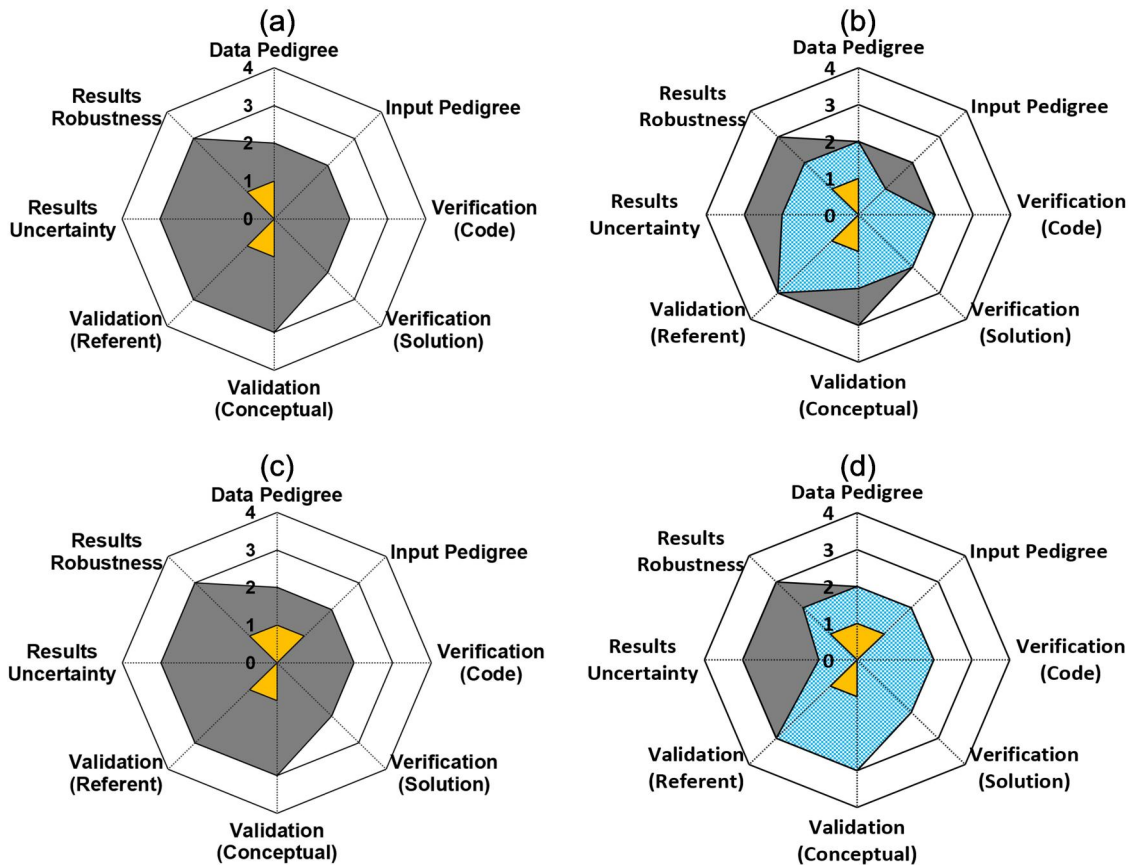 (a)
Data Pedigree
Input Pedigree
Verification
(Code)
Verification
(Solution)
Validation
(Conceptual)
Validation
(Referent)
Results
Uncertainty
Results
Robustness
4
3
2
1
0
(b)
Data Pedigree
Input Pedigree
Verification
(Code)
Verification
(Solution)
Validation
(Conceptual)
Validation
(Referent)
Results
Uncertainty
Results
Robustness
4
3
2
1
0
(c)
Data Pedigree
Input Pedigree
Verification
(Code)
Verification
(Solution)
Validation
(Conceptual)
Validation
(Referent)
Results
Uncertainty
Results
Robustness
4
3
2
1
0
(d)
Data Pedigree
Input Pedigree
Verification
(Code)
Verification
(Solution)
Validation
(Conceptual)
Validation
(Referent)
Results
Uncertainty
Results
Robustness
4
3
2
1
0